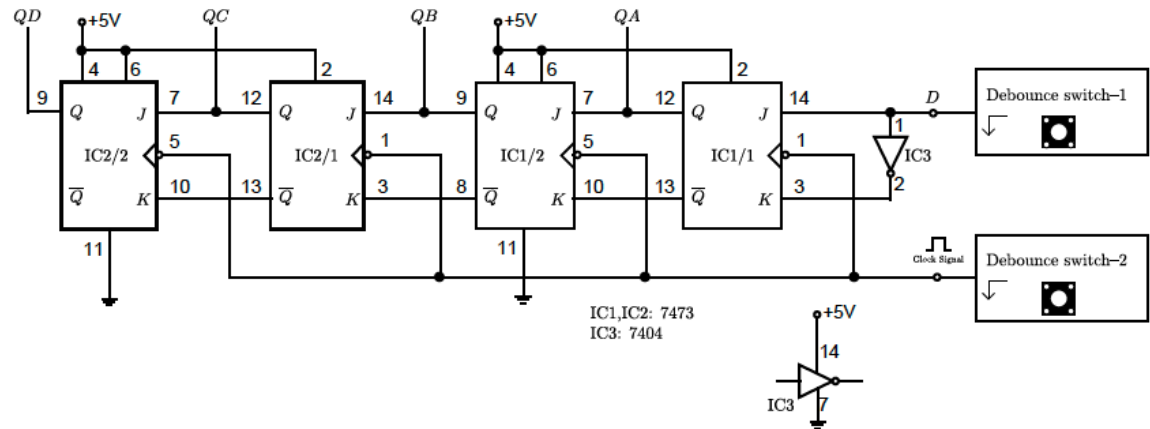 QD
+5V
QC
QB
+5V
QA
4
6
2
4
6
2
9
Q
J
7
12
Q
J
14
9
Q
J
7
12
Q
J
14
D
Debounce switch–1
IC2/2
5
IC2/1
1
IC1/2
5
IC1/1
1
1
IC3
2
Q̅
K
10
13
Q̅
K
3
8
Q̅
K
10
13
Q̅
K
3
11
11
Clock Signal
Debounce switch–2
IC1,IC2: 7473
IC3: 7404
+5V
14
IC3
7